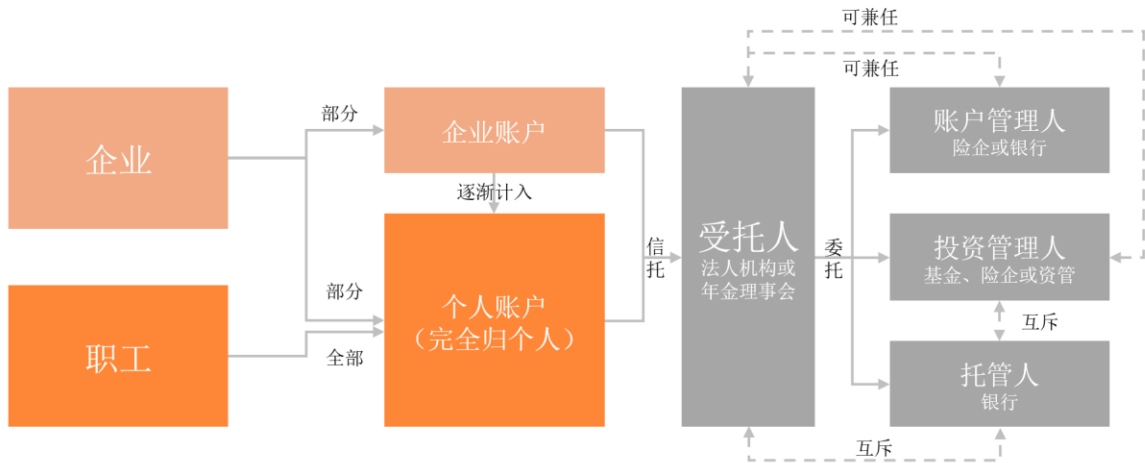 可兼任
可兼任
企业
部分
企业账户
逐渐计入
职工
部分
全部
个人账户
（完全归个人）
信
托
受托人
法人机构或
年金理事会
委
托
账户管理人
险企或银行
投资管理人
基金、险企或资管
互斥
托管人
银行
互斥